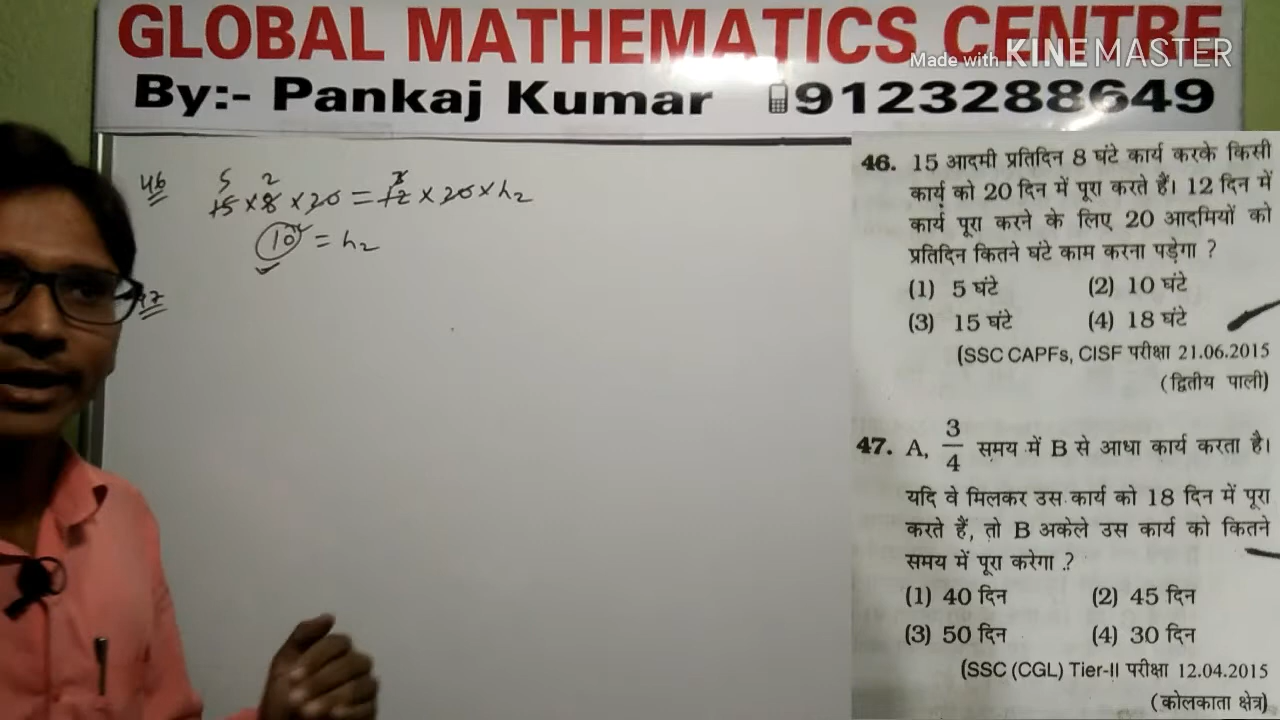 GLOBAL MATHEMATICS CENTRE
Made with KINEMASTER
By:- Pankaj Kumar 9123288649
46 15 × 8 × 20 = 12 × 20 × h2
5 2 3
10 = h2
47
46. 15 आदमी प्रतिदिन 8 घंटे कार्य करके किसी
कार्य को 20 दिन में पूरा करते हैं। 12 दिन में
कार्य पूरा करने के लिए 20 आदमियों को
प्रतिदिन कितने घंटे काम करना पड़ेगा ?
(1) 5 घंटे (2) 10 घंटे
(3) 15 घंटे (4) 18 घंटे
(SSC CAPFs, CISF परीक्षा 21.06.2015
(द्वितीय पाली)
47. A, 3/4 समय में B से आधा कार्य करता है।
यदि वे मिलकर उस कार्य को 18 दिन में पूरा
करते हैं, तो B अकेले उस कार्य को कितने
समय में पूरा करेगा ?
(1) 40 दिन (2) 45 दिन
(3) 50 दिन (4) 30 दिन
(SSC (CGL) Tier-II परीक्षा 12.04.2015
(कोलकाता क्षेत्र)